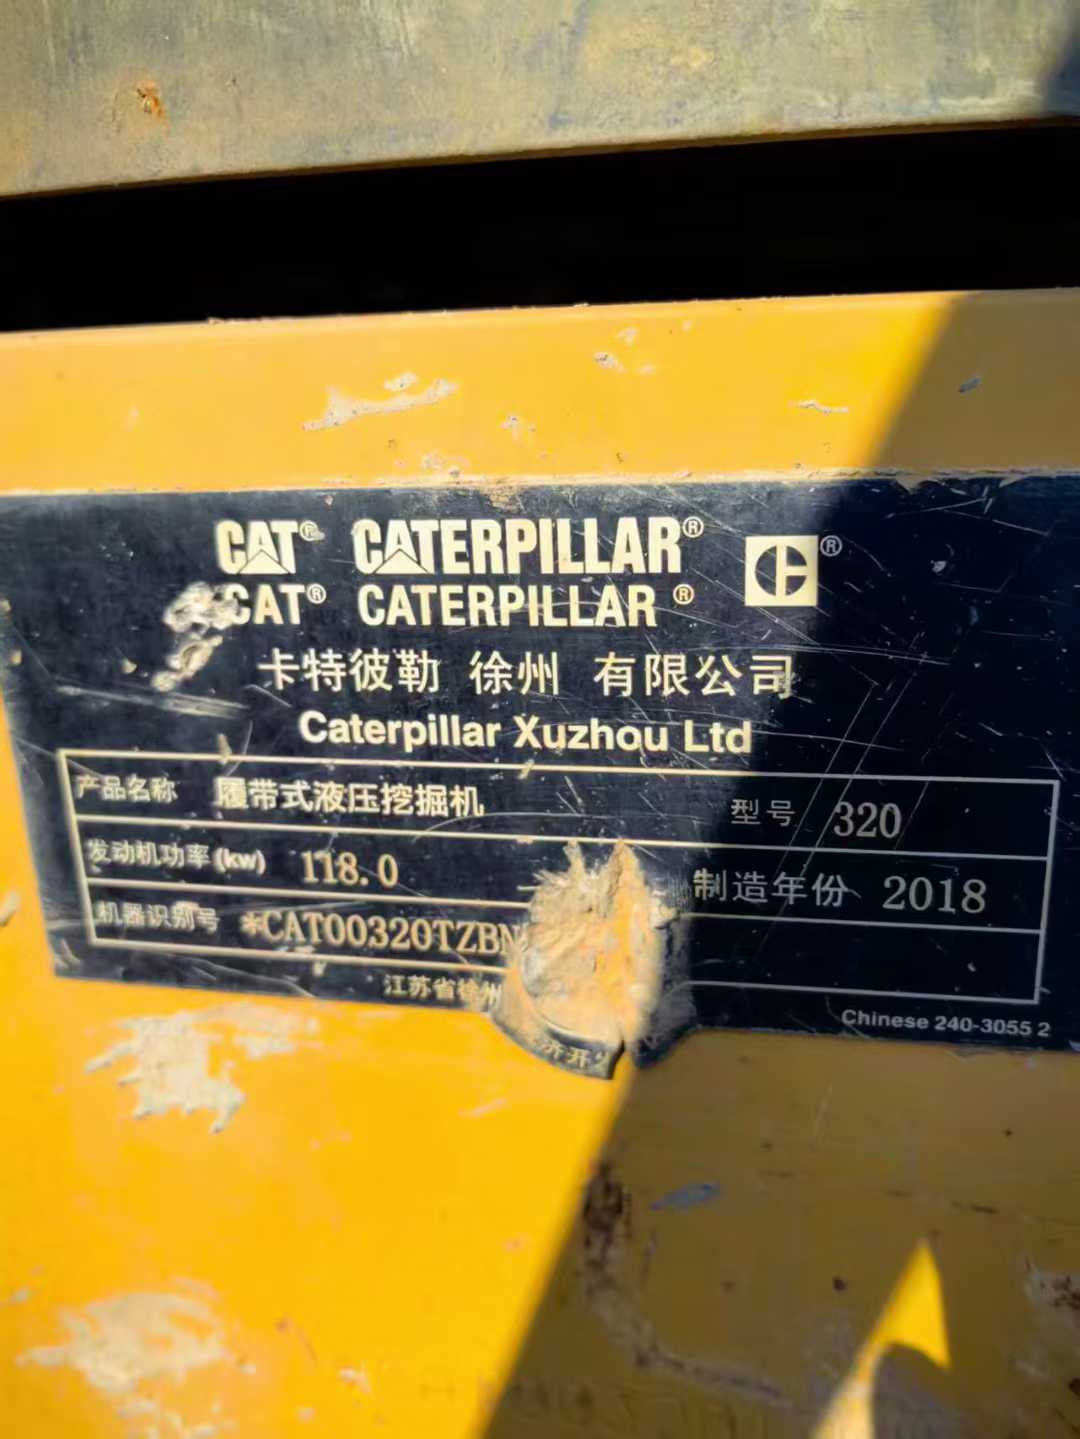 CAT® CATERPILLAR® ®
CAT® CATERPILLAR®
卡特彼勒 徐州 有限公司
Caterpillar Xuzhou Ltd
产品名称 履带式液压挖掘机 型号 320
发动机功率(kw) 118.0 制造年份 2018
机器识别号 *CAT00320TZBN
江苏省徐州 济开
Chinese 240-3055 2